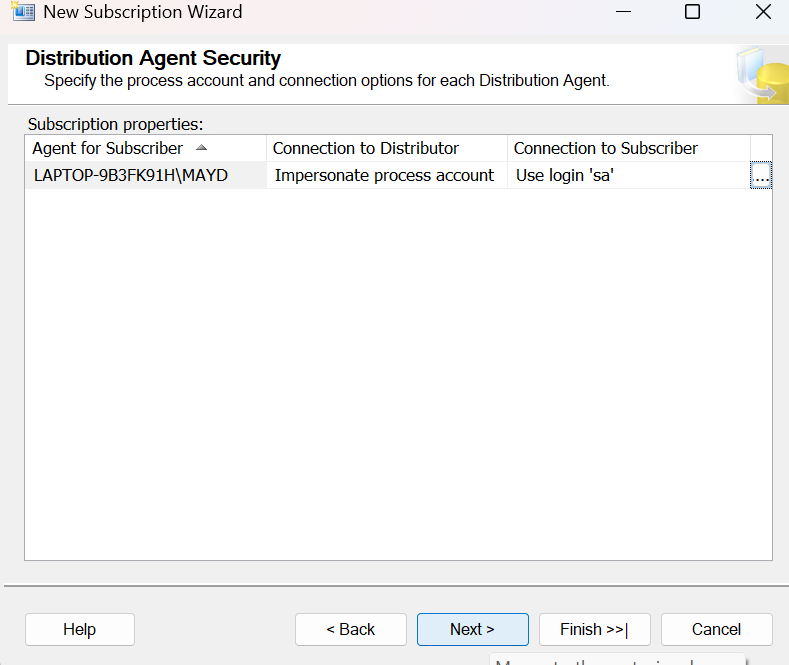 New Subscription Wizard
Distribution Agent Security
Specify the process account and connection options for each Distribution Agent.
Subscription properties:
Agent for Subscriber Connection to Distributor Connection to Subscriber
LAPTOP-9B3FK91H\MAYD Impersonate process account Use login 'sa' ...
Help < Back Next > Finish >>| Cancel